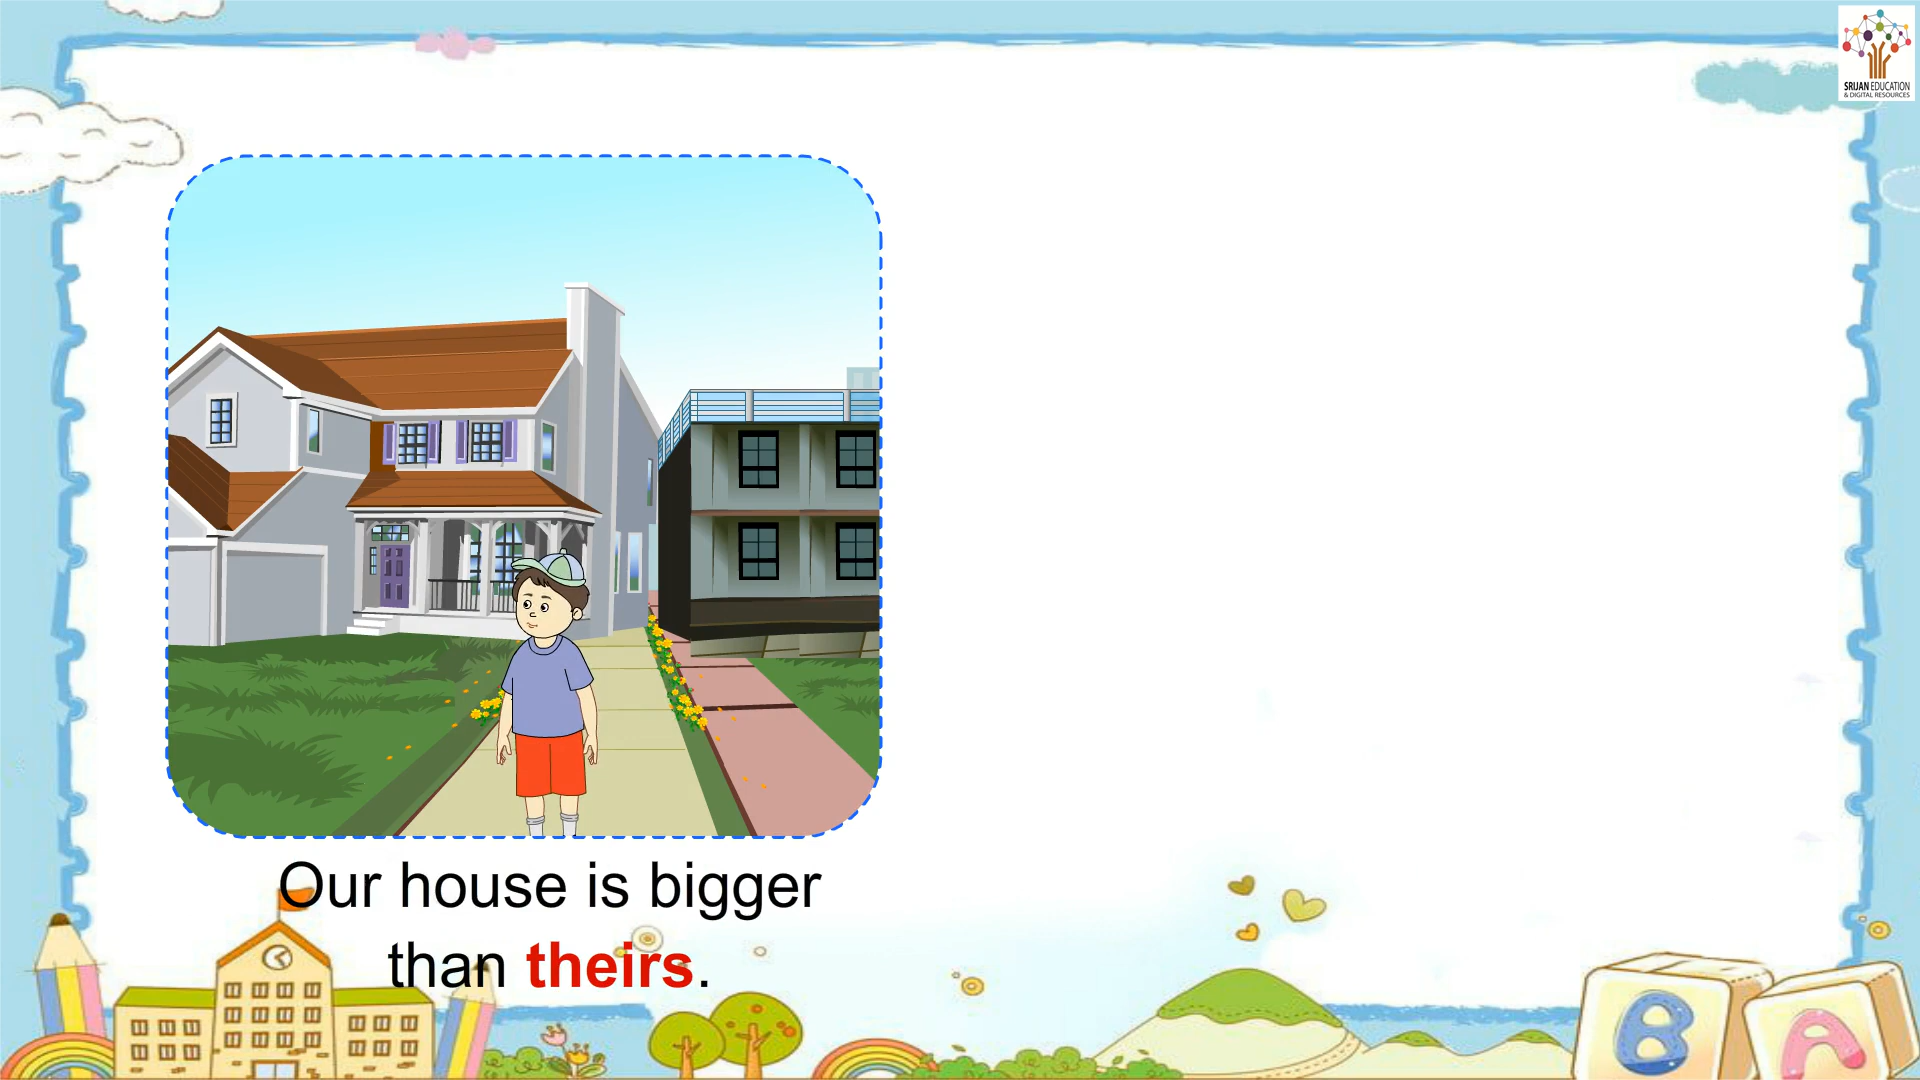 SRIJAN EDUCATION
& DIGITAL RESOURCES
Our house is bigger
than theirs.
B A